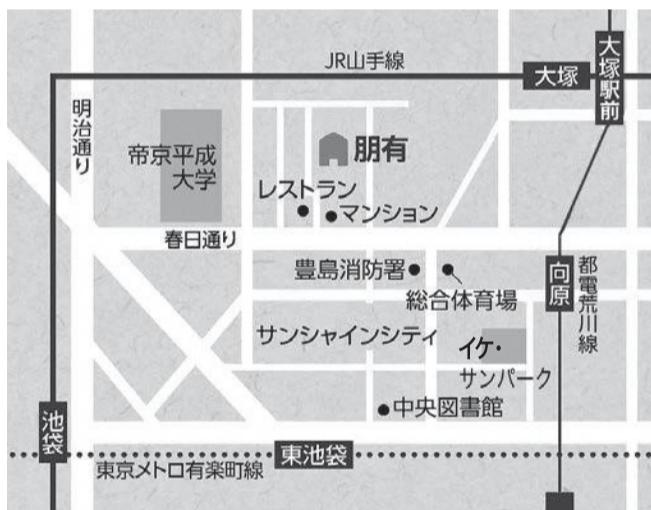 JR山手線
大塚
大塚駅前
明治通り
帝京平成
大学
朋有
レストラン
マンション
春日通り
豊島消防署
総合体育場
向原
都電荒川線
サンシャインシティ
イケ・
サンパーク
中央図書館
池袋
東池袋
東京メトロ有楽町線